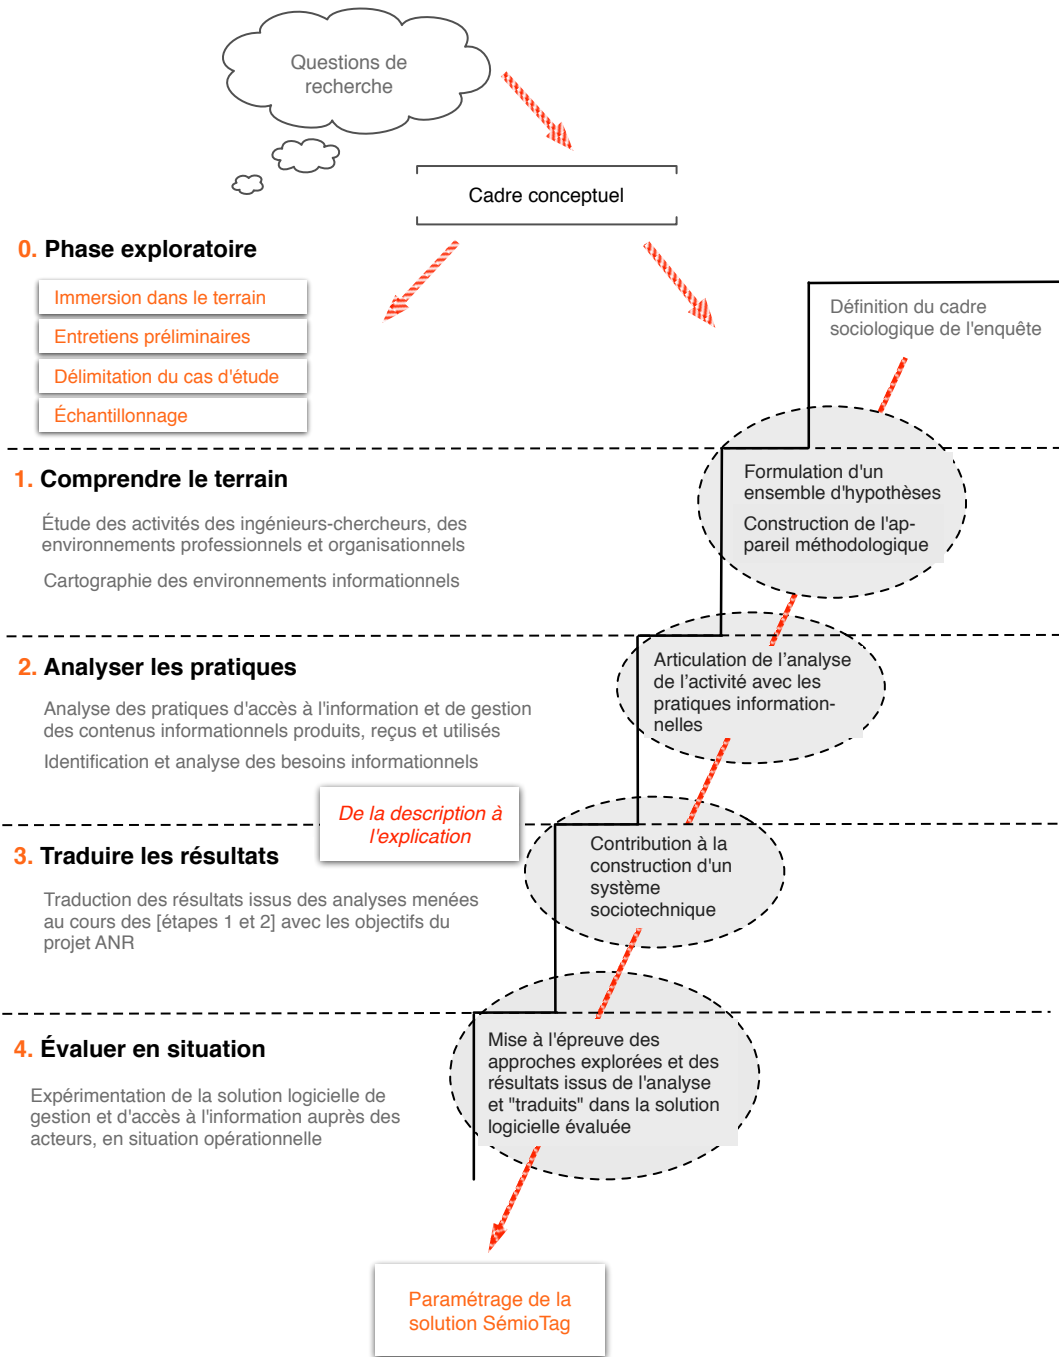 Questions de
recherche
Cadre conceptuel
0. Phase exploratoire
Immersion dans le terrain
Entretiens préliminaires
Délimitation du cas d'étude
Échantillonnage
Définition du cadre
sociologique de l'enquête
1. Comprendre le terrain
Étude des activités des ingénieurs-chercheurs, des
environnements professionnels et organisationnels
Cartographie des environnements informationnels
Formulation d'un
ensemble d'hypothèses
Construction de l'ap-
pareil méthodologique
2. Analyser les pratiques
Analyse des pratiques d'accès à l'information et de gestion
des contenus informationnels produits, reçus et utilisés
Identification et analyse des besoins informationnels
Articulation de l’analyse
de l’activité avec les
pratiques information-
nelles
De la description à
l'explication
3. Traduire les résultats
Traduction des résultats issus des analyses menées
au cours des [étapes 1 et 2] avec les objectifs du
projet ANR
Contribution à la
construction d'un
système
sociotechnique
4. Évaluer en situation
Expérimentation de la solution logicielle de
gestion et d'accès à l'information auprès des
acteurs, en situation opérationnelle
Mise à l'épreuve des
approches explorées et des
résultats issus de l'analyse
et "traduits" dans la solution
logicielle évaluée
Paramétrage de la
solution SémioTag